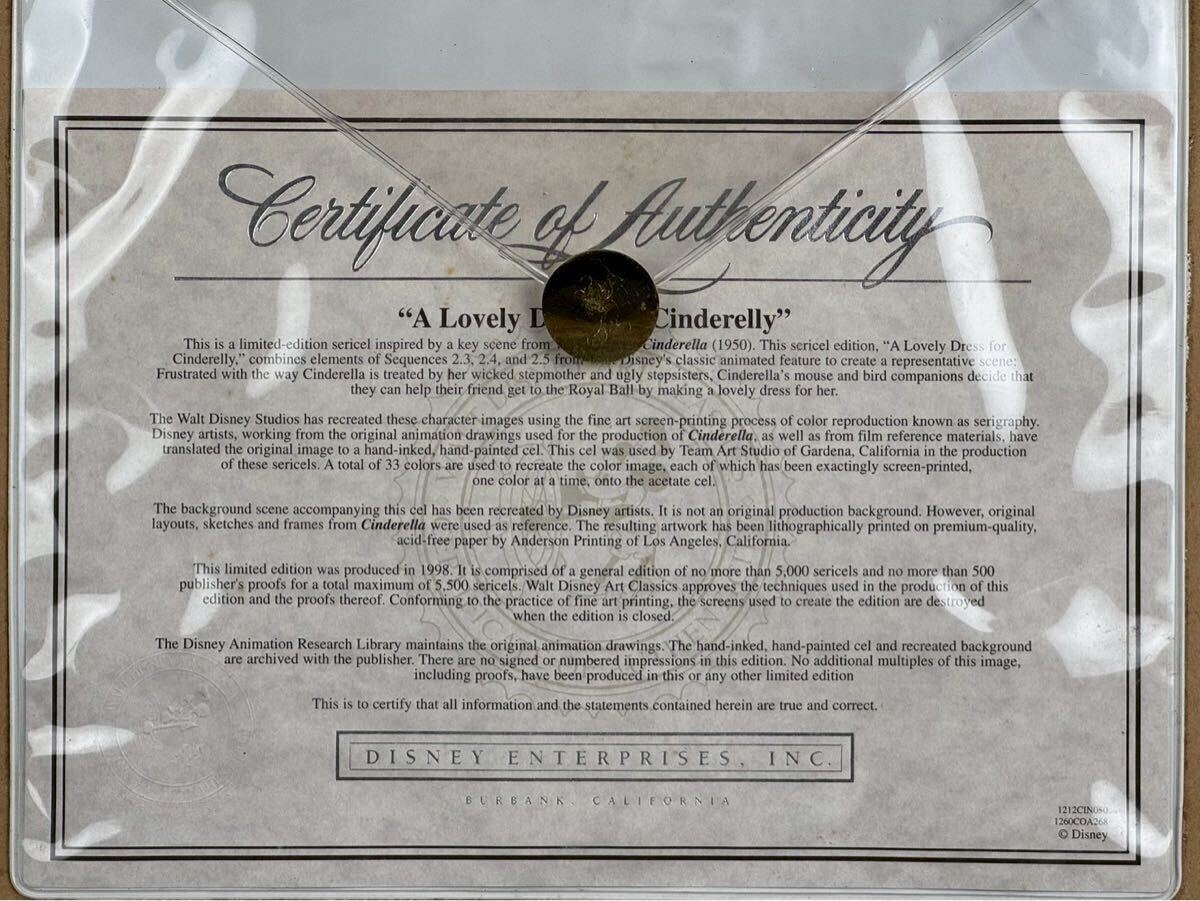 Certificate of Authenticity
“A Lovely D Cinderelly”
This is a limited-edition sericel inspired by a key scene from Cinderella (1950). This sericel edition, “A Lovely Dress for
Cinderelly,” combines elements of Sequences 2.3, 2.4, and 2.5 from Disney's classic animated feature to create a representative scene:
Frustrated with the way Cinderella is treated by her wicked stepmother and ugly stepsisters, Cinderella’s mouse and bird companions decide that
they can help their friend get to the Royal Ball by making a lovely dress for her.
The Walt Disney Studios has recreated these character images using the fine art screen-printing process of color reproduction known as serigraphy.
Disney artists, working from the original animation drawings used for the production of Cinderella, as well as from film reference materials, have
translated the original image to a hand-inked, hand-painted cel. This cel was used by Team Art Studio of Gardena, California in the production
of these sericels. A total of 33 colors are used to recreate the color image, each of which has been exactingly screen-printed,
one color at a time, onto the acetate cel.
The background scene accompanying this cel has been recreated by Disney artists. It is not an original production background. However, original
layouts, sketches and frames from Cinderella were used as reference. The resulting artwork has been lithographically printed on premium-quality,
acid-free paper by Anderson Printing of Los Angeles, California.
This limited edition was produced in 1998. It is comprised of a general edition of no more than 5,000 sericels and no more than 500
publisher's proofs for a total maximum of 5,500 sericels. Walt Disney Art Classics approves the techniques used in the production of this
edition and the proofs thereof. Conforming to the practice of fine art printing, the screens used to create the edition are destroyed
when the edition is closed.
The Disney Animation Research Library maintains the original animation drawings. The hand-inked, hand-painted cel and recreated background
are archived with the publisher. There are no signed or numbered impressions in this edition. No additional multiples of this image,
including proofs, have been produced in this or any other limited edition
This is to certify that all information and the statements contained herein are true and correct.
DISNEY ENTERPRISES, INC.
BURBANK, CALIFORNIA
1260COA268
© Disney